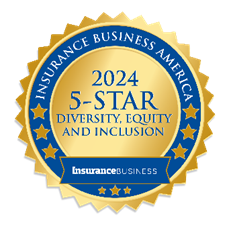 INSURANCE BUSINESS AMERICA
2024
5-STAR
DIVERSITY, EQUITY
AND INCLUSION
InsuranceBUSINESS